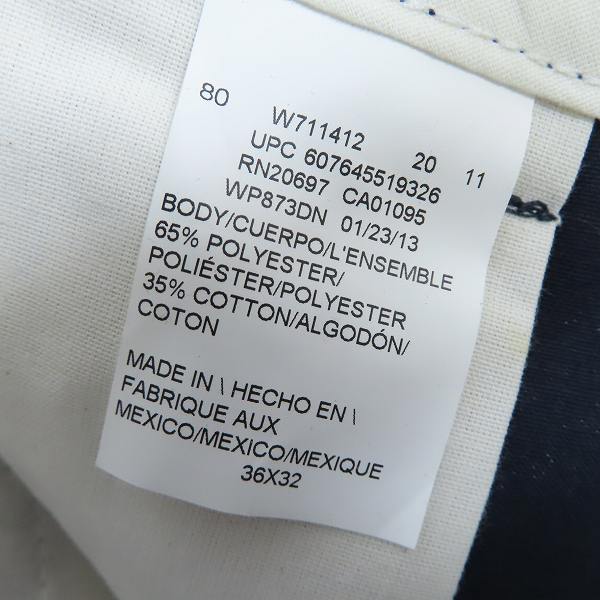 80 W711412 20 11
UPC 607645519326
RN20697 CA01095
WP873DN 01/23/13
BODY/CUERPO/L'ENSEMBLE
65% POLYESTER/
POLIÉSTER/POLYESTER
35% COTTON/ALGODÓN/
COTON
MADE IN \ HECHO EN \
FABRIQUE AUX
MEXICO/MEXICO/MEXIQUE
36X32